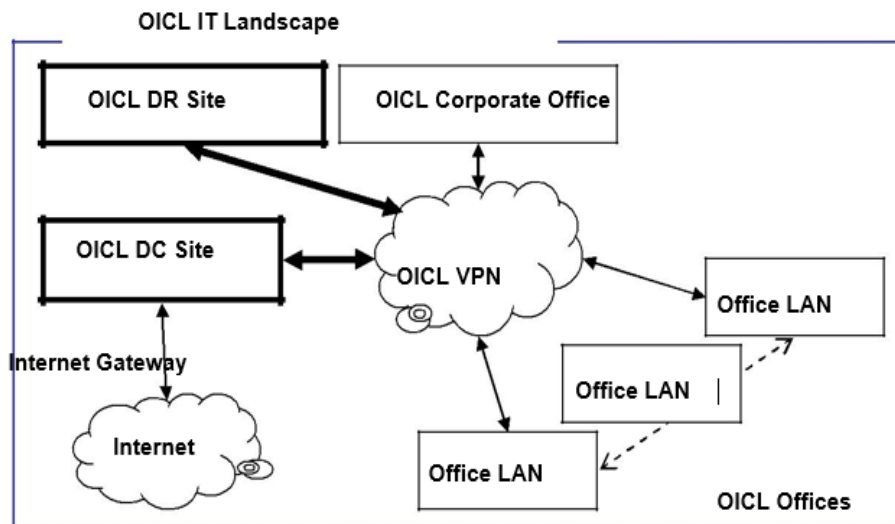 OICL IT Landscape
OICL DR Site
OICL Corporate Office
OICL DC Site
OICL VPN
Office LAN
Internet Gateway
Office LAN
Internet
Office LAN
OICL Offices